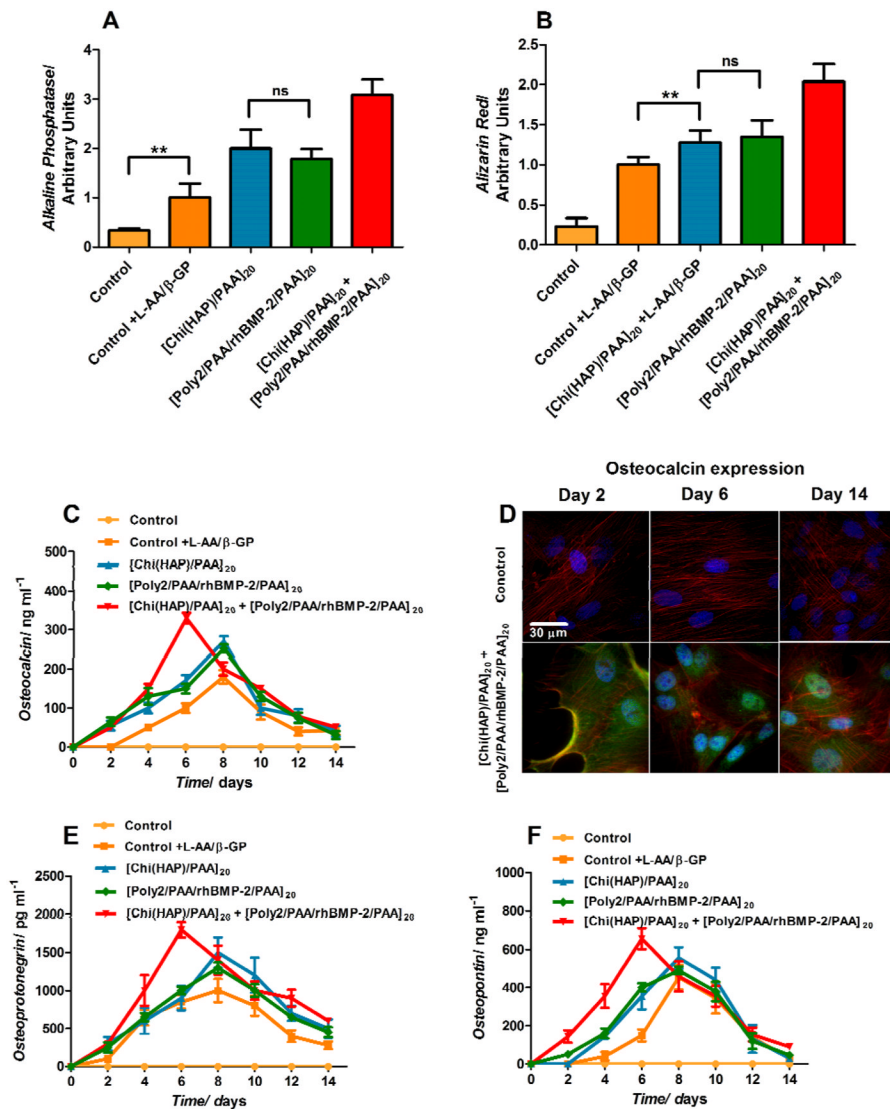 A
Alkaline Phosphatase/
Arbitrary Units
4
3
2
1
0
**
ns
Control
Control +L-AA/β-GP
[Chi(HAP)/PAA]20
[Poly2/PAA/rhBMP-2/PAA]20
[Chi(HAP)/PAA]20 +
[Poly2/PAA/rhBMP-2/PAA]20
B
Alizarin Red/
Arbitrary Units
2.5
2.0
1.5
1.0
0.5
0.0
**
ns
Control
Control +L-AA/β-GP
[Chi(HAP)/PAA]20 +L-AA/β-GP
[Poly2/PAA/rhBMP-2/PAA]20
[Chi(HAP)/PAA]20 +
[Poly2/PAA/rhBMP-2/PAA]20
C
Control
Control +L-AA/β-GP
[Chi(HAP)/PAA]20
[Poly2/PAA/rhBMP-2/PAA]20
[Chi(HAP)/PAA]20 + [Poly2/PAA/rhBMP-2/PAA]20
Osteocalcin/ ng ml-1
500
400
300
200
100
0
0 2 4 6 8 10 12 14
Time/ days
Osteocalcin expression
D
Day 2 Day 6 Day 14
Conotrol
30 μm
[Chi(HAP)/PAA]20 +
[Poly2/PAA/rhBMP-2/PAA]20
E
Control
Control +L-AA/β-GP
[Chi(HAP)/PAA]20
[Poly2/PAA/rhBMP-2/PAA]20
[Chi(HAP)/PAA]20 + [Poly2/PAA/rhBMP-2/PAA]20
Osteoprotonegrin/ pg ml-1
2500
2000
1500
1000
500
0
0 2 4 6 8 10 12 14
Time/ days
F
Control
Control +L-AA/β-GP
[Chi(HAP)/PAA]20
[Poly2/PAA/rhBMP-2/PAA]20
[Chi(HAP)/PAA]20 + [Poly2/PAA/rhBMP-2/PAA]20
Osteopontin/ ng ml-1
1000
800
600
400
200
0
0 2 4 6 8 10 12 14
Time/ days